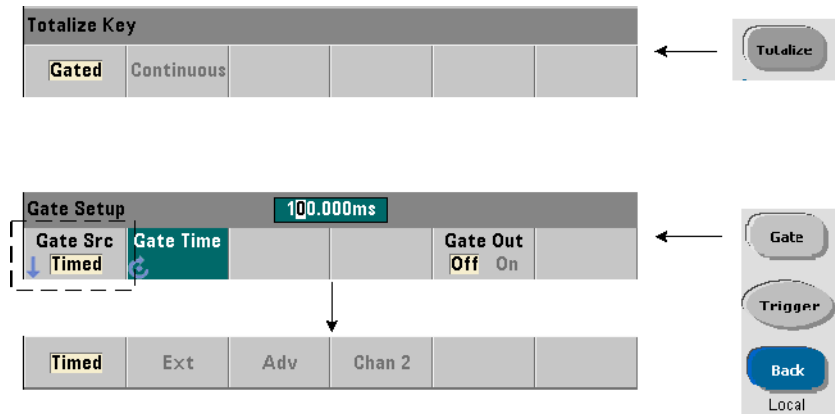 Totalize Key
Totalize
Gated Continuous
Gate Setup 100.000ms
Gate Src Gate Time Gate Out
Timed Off On
Gate
Trigger
Timed Ext Adv Chan 2
Back
Local